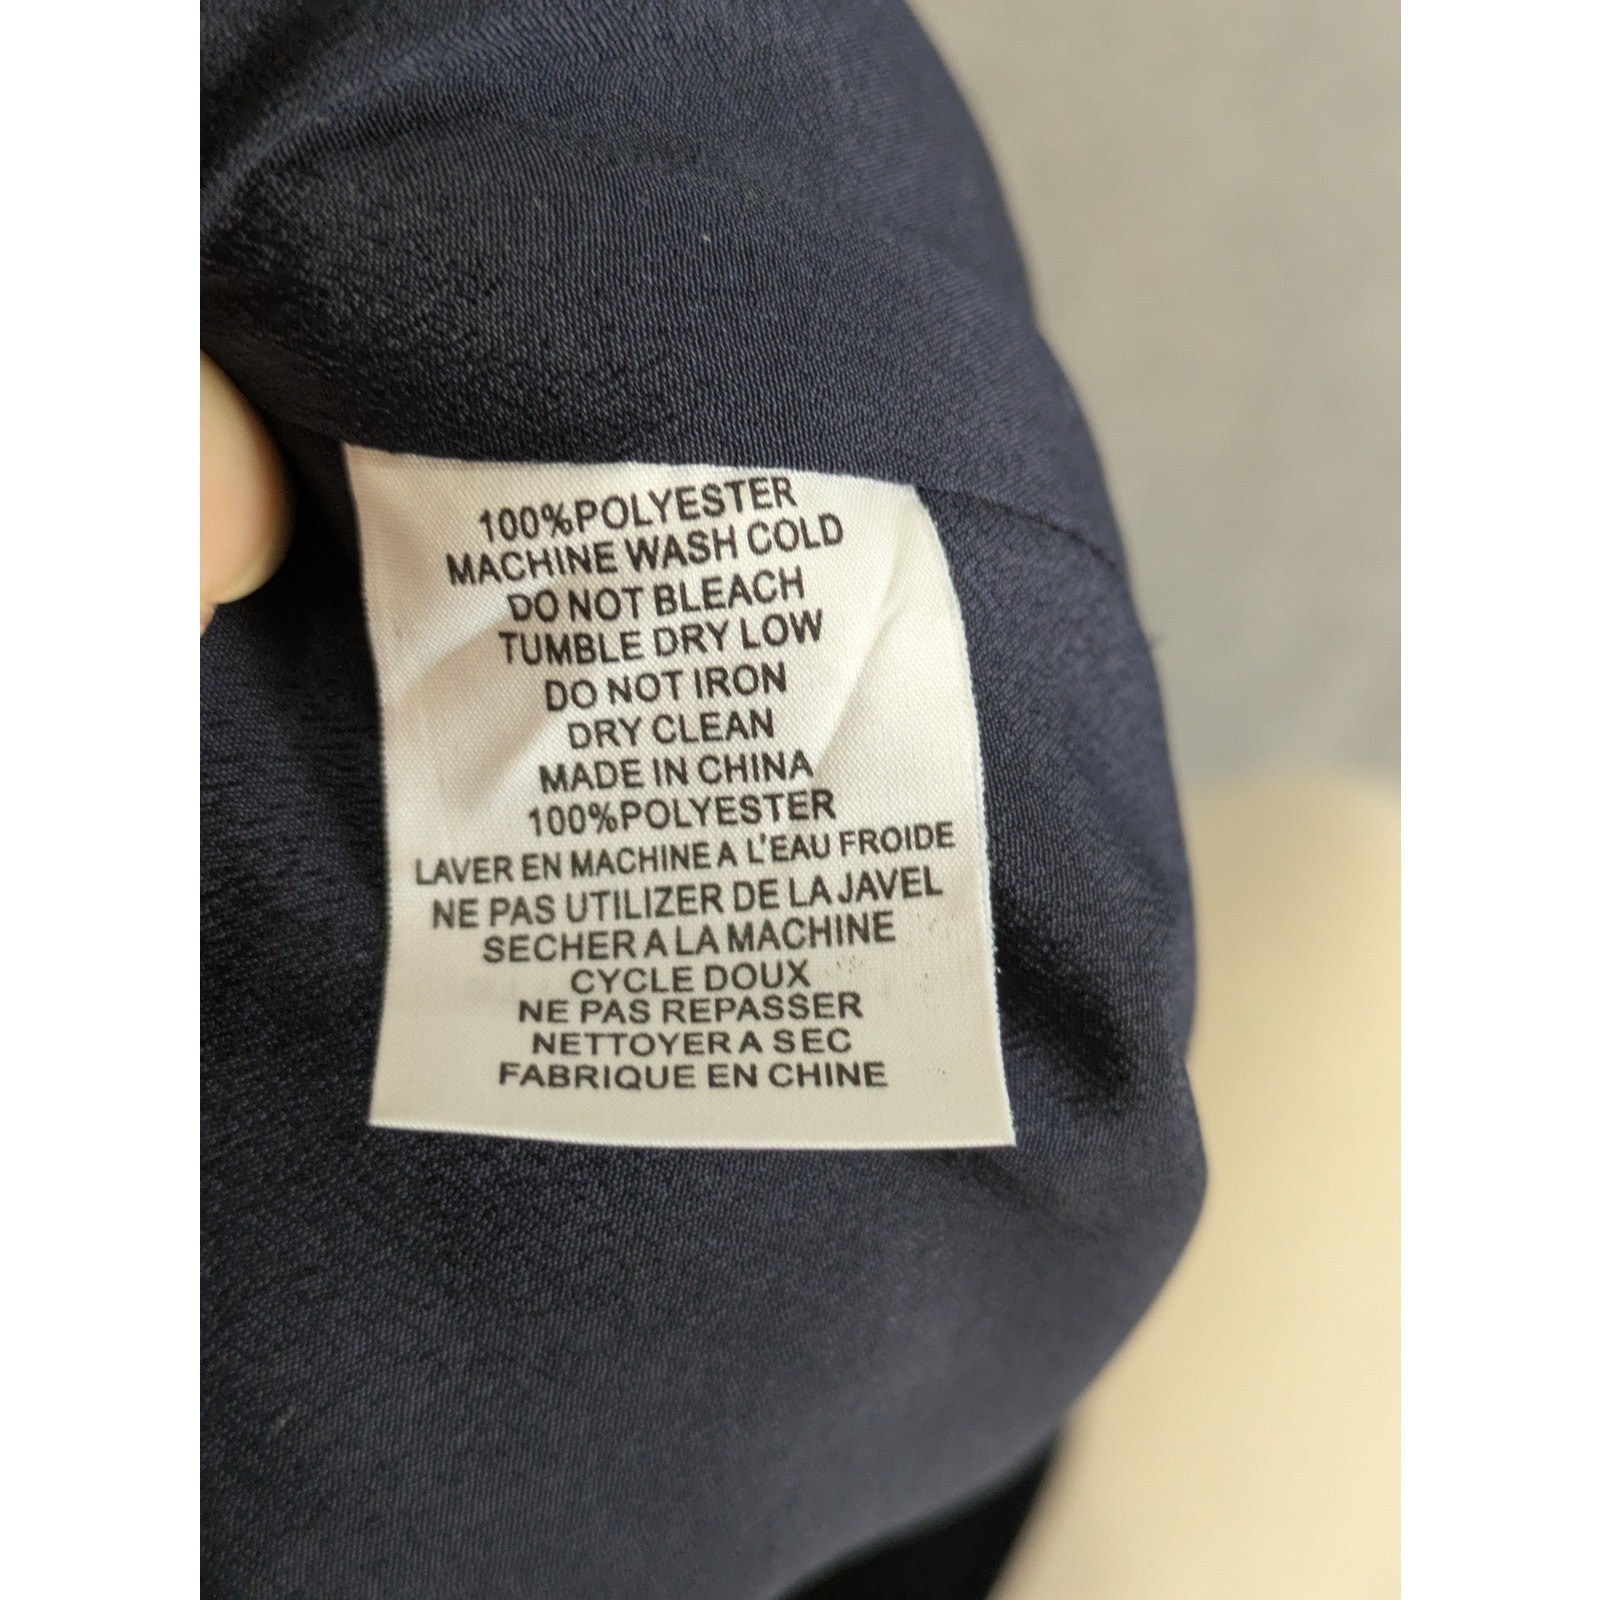 100%POLYESTER
MACHINE WASH COLD
DO NOT BLEACH
TUMBLE DRY LOW
DO NOT IRON
DRY CLEAN
MADE IN CHINA
100%POLYESTER
LAVER EN MACHINE A L'EAU FROIDE
NE PAS UTILIZER DE LA JAVEL
SECHER A LA MACHINE
CYCLE DOUX
NE PAS REPASSER
NETTOYER A SEC
FABRIQUE EN CHINE